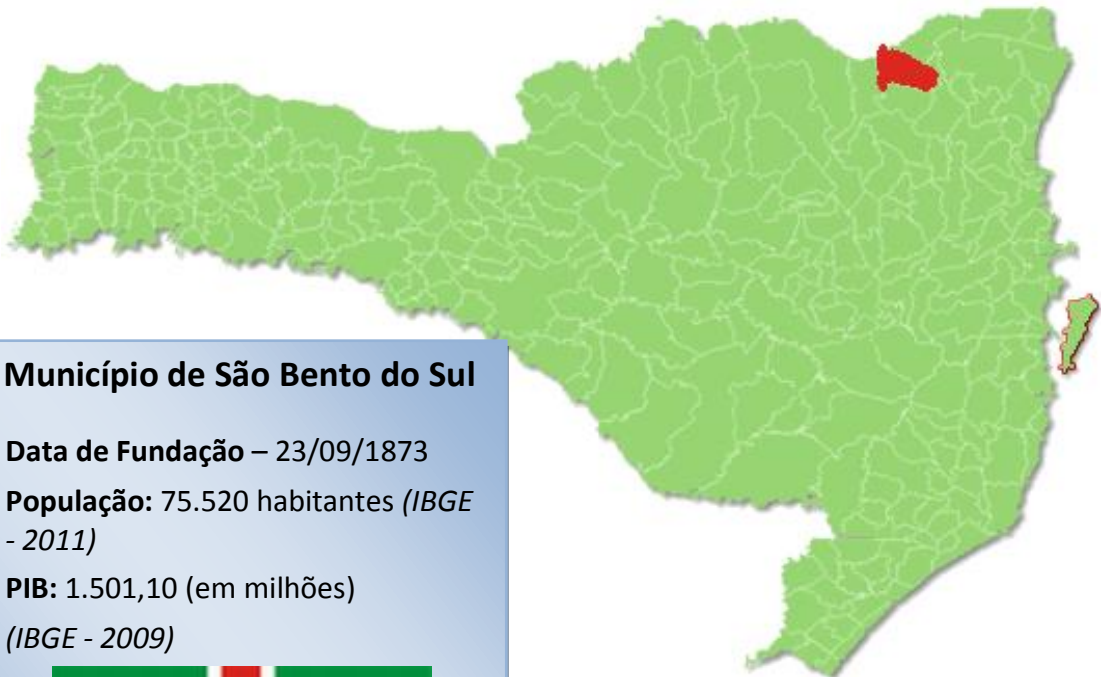 Município de São Bento do Sul
Data de Fundação – 23/09/1873
População: 75.520 habitantes (IBGE
- 2011)
PIB: 1.501,10 (em milhões)
(IBGE - 2009)